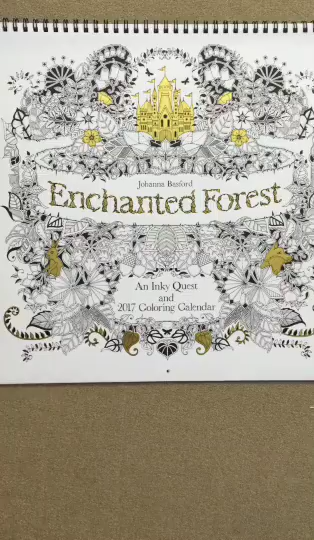 Johanna Basford
Enchanted Forest
An Inky Quest
and
2017 Coloring Calendar